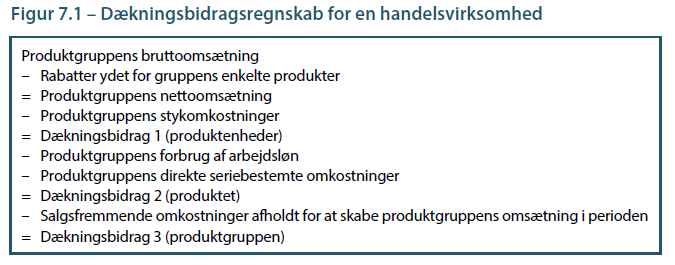 Figur 7.1 – Dækningsbidragsregnskab for en handelsvirksomhed
Produktgruppens bruttoomsætning
– Rabatter ydet for gruppens enkelte produkter
= Produktgruppens nettoomsætning
– Produktgruppens stykomkostninger
= Dækningsbidrag 1 (produktenheder)
– Produktgruppens forbrug af arbejdsløn
– Produktgruppens direkte seriebestemte omkostninger
= Dækningsbidrag 2 (produktet)
– Salgsfremmende omkostninger afholdt for at skabe produktgruppens omsætning i perioden
= Dækningsbidrag 3 (produktgruppen)